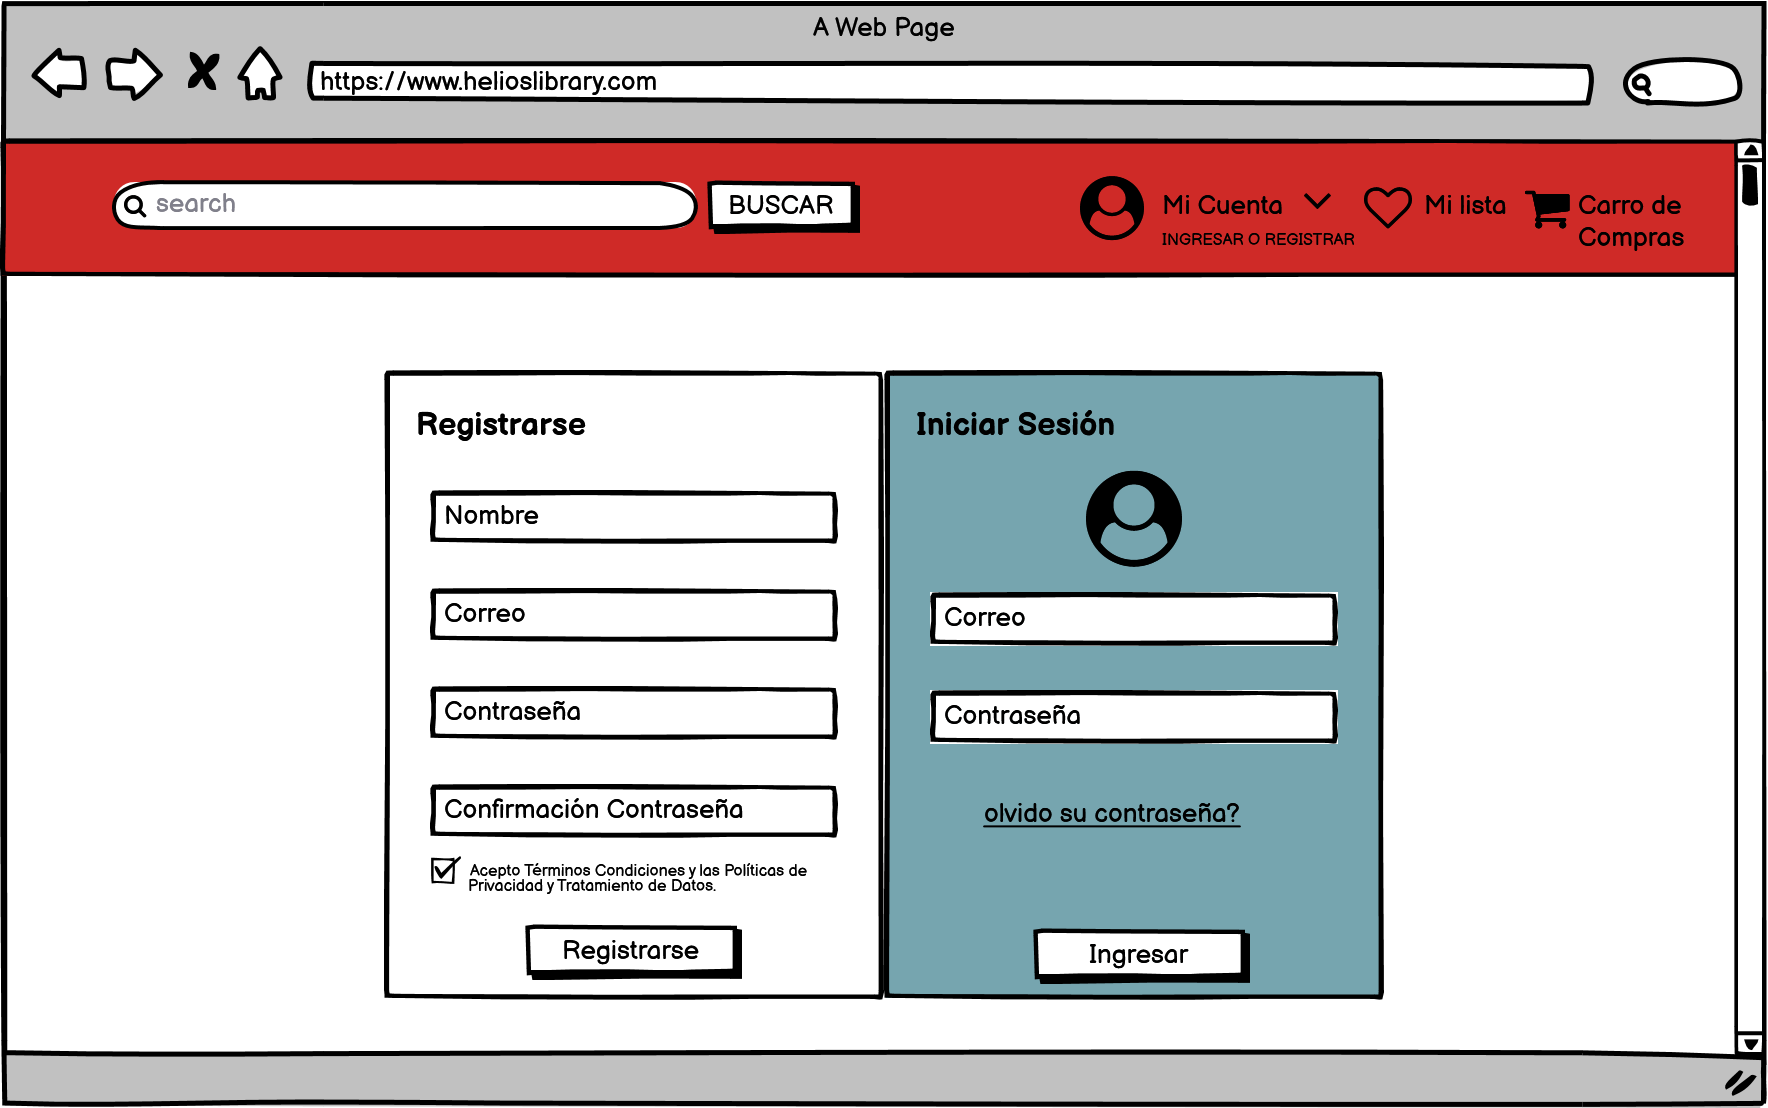 A Web Page
https://www.helioslibrary.com
search
BUSCAR
Mi Cuenta
INGRESAR O REGISTRAR
Mi lista
Carro de
Compras
Registrarse
Nombre
Correo
Contraseña
Confirmación Contraseña
Acepto Términos Condiciones y las Políticas de
Privacidad y Tratamiento de Datos.
Registrarse
Iniciar Sesión
Correo
Contraseña
olvido su contraseña?
Ingresar